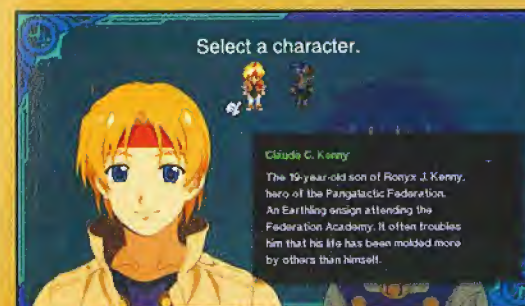 Select a character.
Claude C. Kenny
The 19-year-old son of Ronyx J. Kenny,
hero of the Pangalactic Federation.
An Earthling ensign attending the
Federation Academy. It often troubles
him that his life has been molded more
by others than himself.